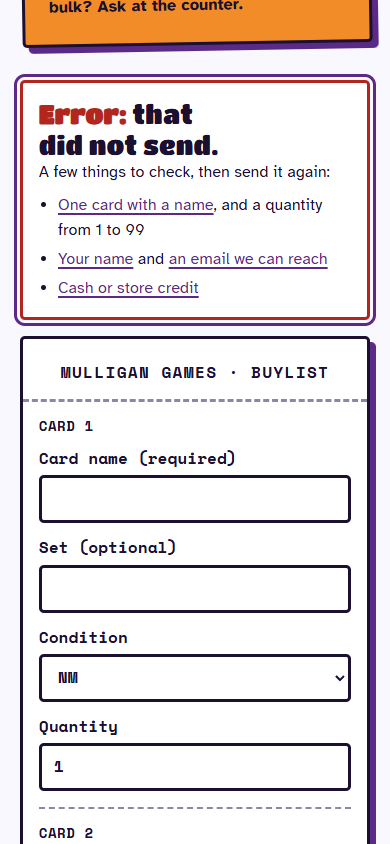 bulk? Ask at the counter.
Error: that
did not send.
A few things to check, then send it again:
• One card with a name, and a quantity
from 1 to 99
• Your name and an email we can reach
• Cash or store credit
MULLIGAN GAMES · BUYLIST
CARD 1
Card name (required)
Set (optional)
Condition
NM
Quantity
1
CARD 2